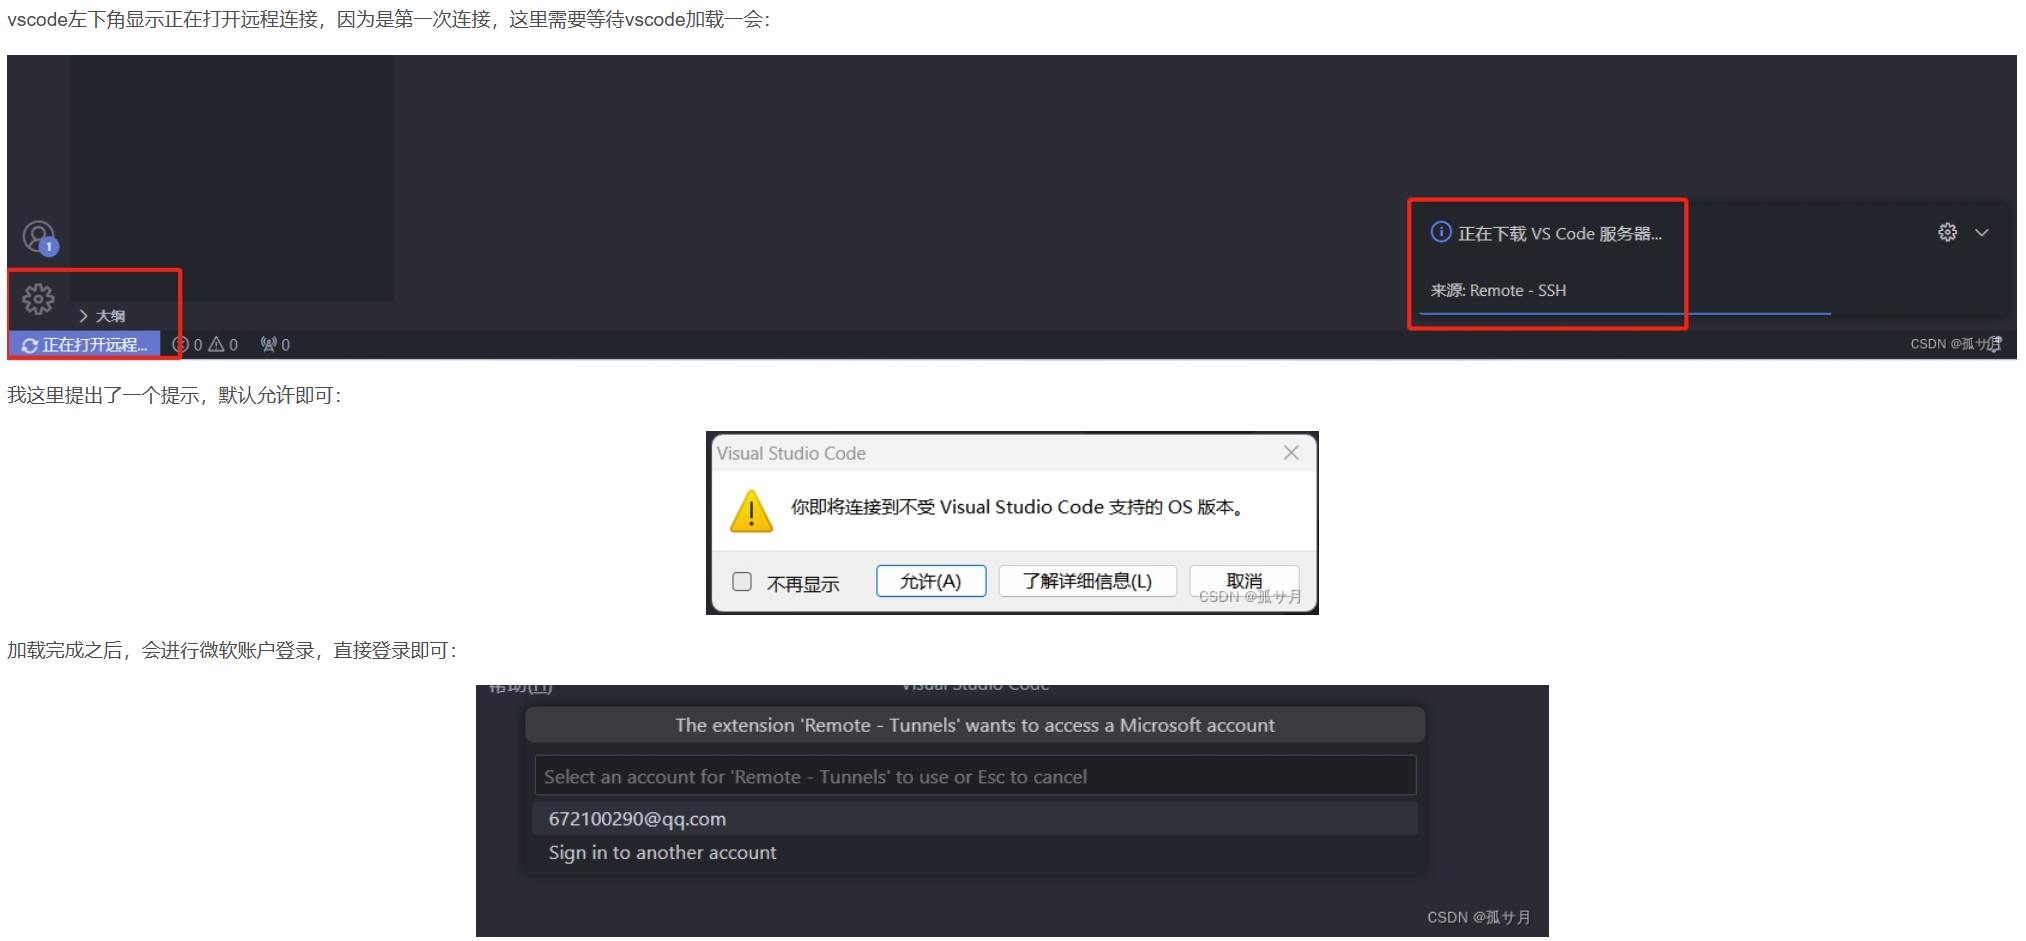 vscode左下角显示正在打开远程连接，因为是第一次连接，这里需要等待vscode加载一会：
1
正在下载 VS Code 服务器...
来源: Remote - SSH
大纲
正在打开远程... 0 0 0
CSDN @孤サ月
我这里提出了一个提示，默认允许即可：
Visual Studio Code
你即将连接到不受 Visual Studio Code 支持的 OS 版本。
不再显示 允许(A) 了解详细信息(L) 取消
CSDN @孤サ月
加载完成之后，会进行微软账户登录，直接登录即可：
帮助(H) Visual Studio Code
The extension 'Remote - Tunnels' wants to access a Microsoft account
Select an account for 'Remote - Tunnels' to use or Esc to cancel
672100290@qq.com
Sign in to another account
CSDN @孤サ月